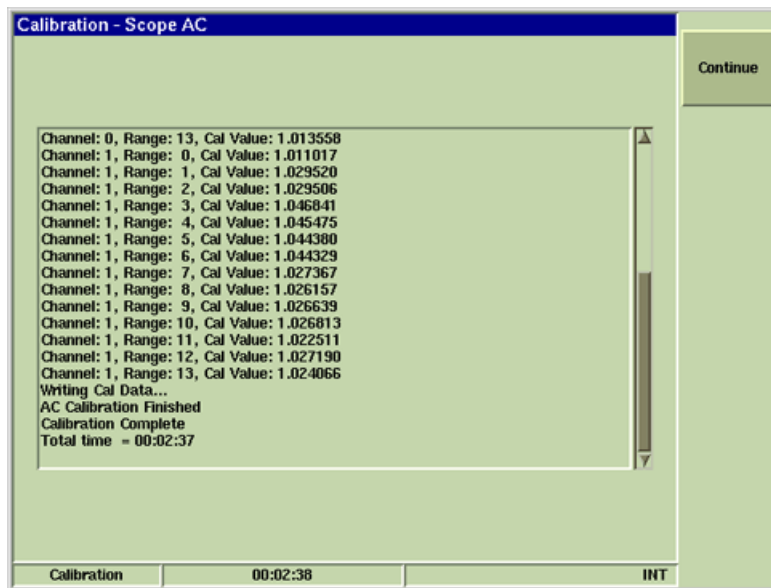 Calibration - Scope AC
Continue
Channel: 0, Range: 13, Cal Value: 1.013558
Channel: 1, Range:  0, Cal Value: 1.011017
Channel: 1, Range:  1, Cal Value: 1.029520
Channel: 1, Range:  2, Cal Value: 1.029506
Channel: 1, Range:  3, Cal Value: 1.046841
Channel: 1, Range:  4, Cal Value: 1.045475
Channel: 1, Range:  5, Cal Value: 1.044380
Channel: 1, Range:  6, Cal Value: 1.044329
Channel: 1, Range:  7, Cal Value: 1.027367
Channel: 1, Range:  8, Cal Value: 1.026157
Channel: 1, Range:  9, Cal Value: 1.026639
Channel: 1, Range: 10, Cal Value: 1.026813
Channel: 1, Range: 11, Cal Value: 1.022511
Channel: 1, Range: 12, Cal Value: 1.027190
Channel: 1, Range: 13, Cal Value: 1.024066
Writing Cal Data...
AC Calibration Finished
Calibration Complete
Total time  = 00:02:37
Calibration 00:02:38 INT